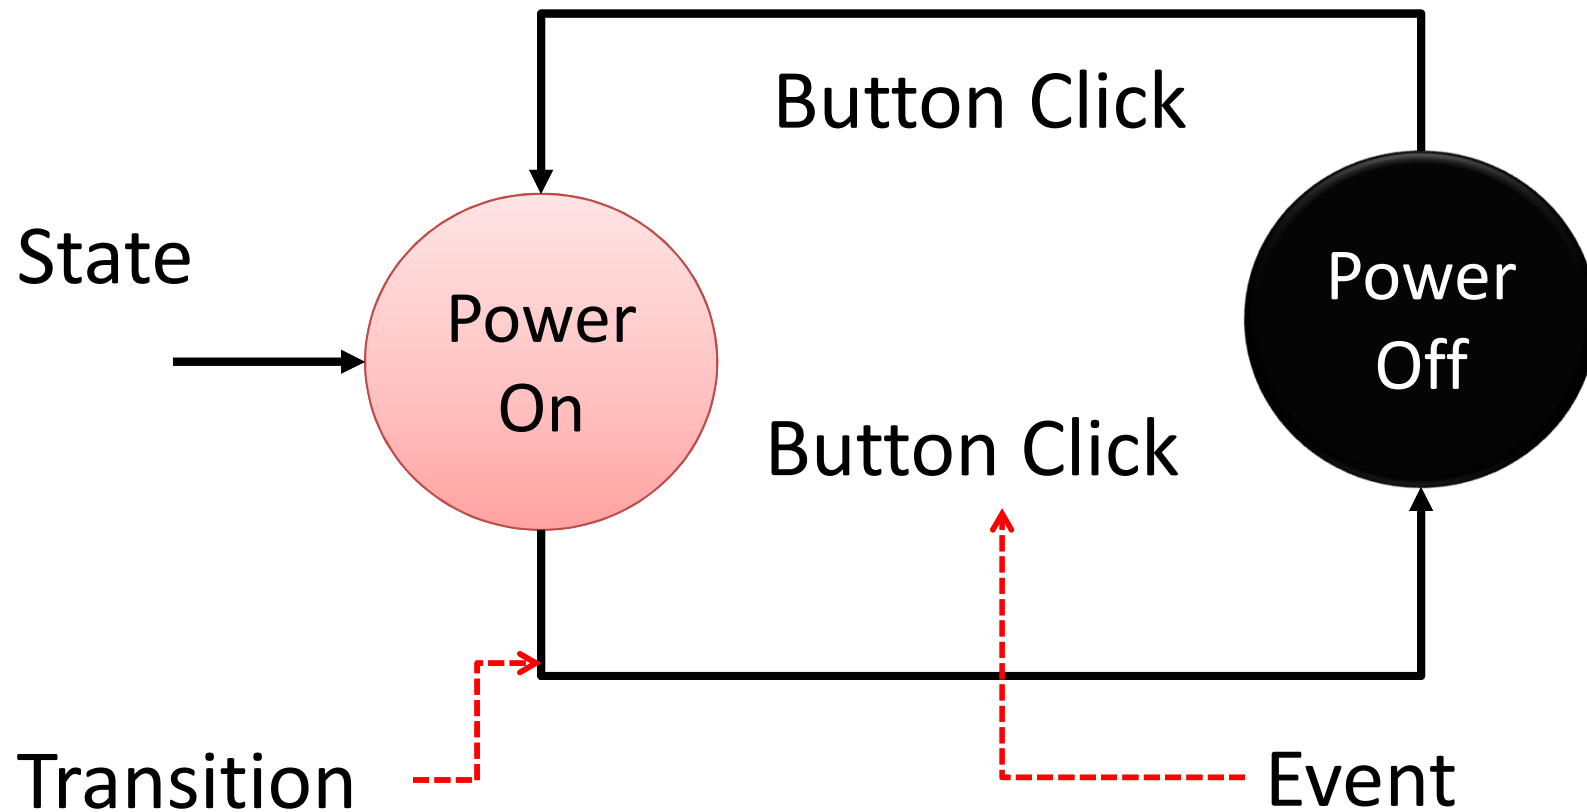 Button Click
State
Power
On
Power
Off
Button Click
Transition
Event